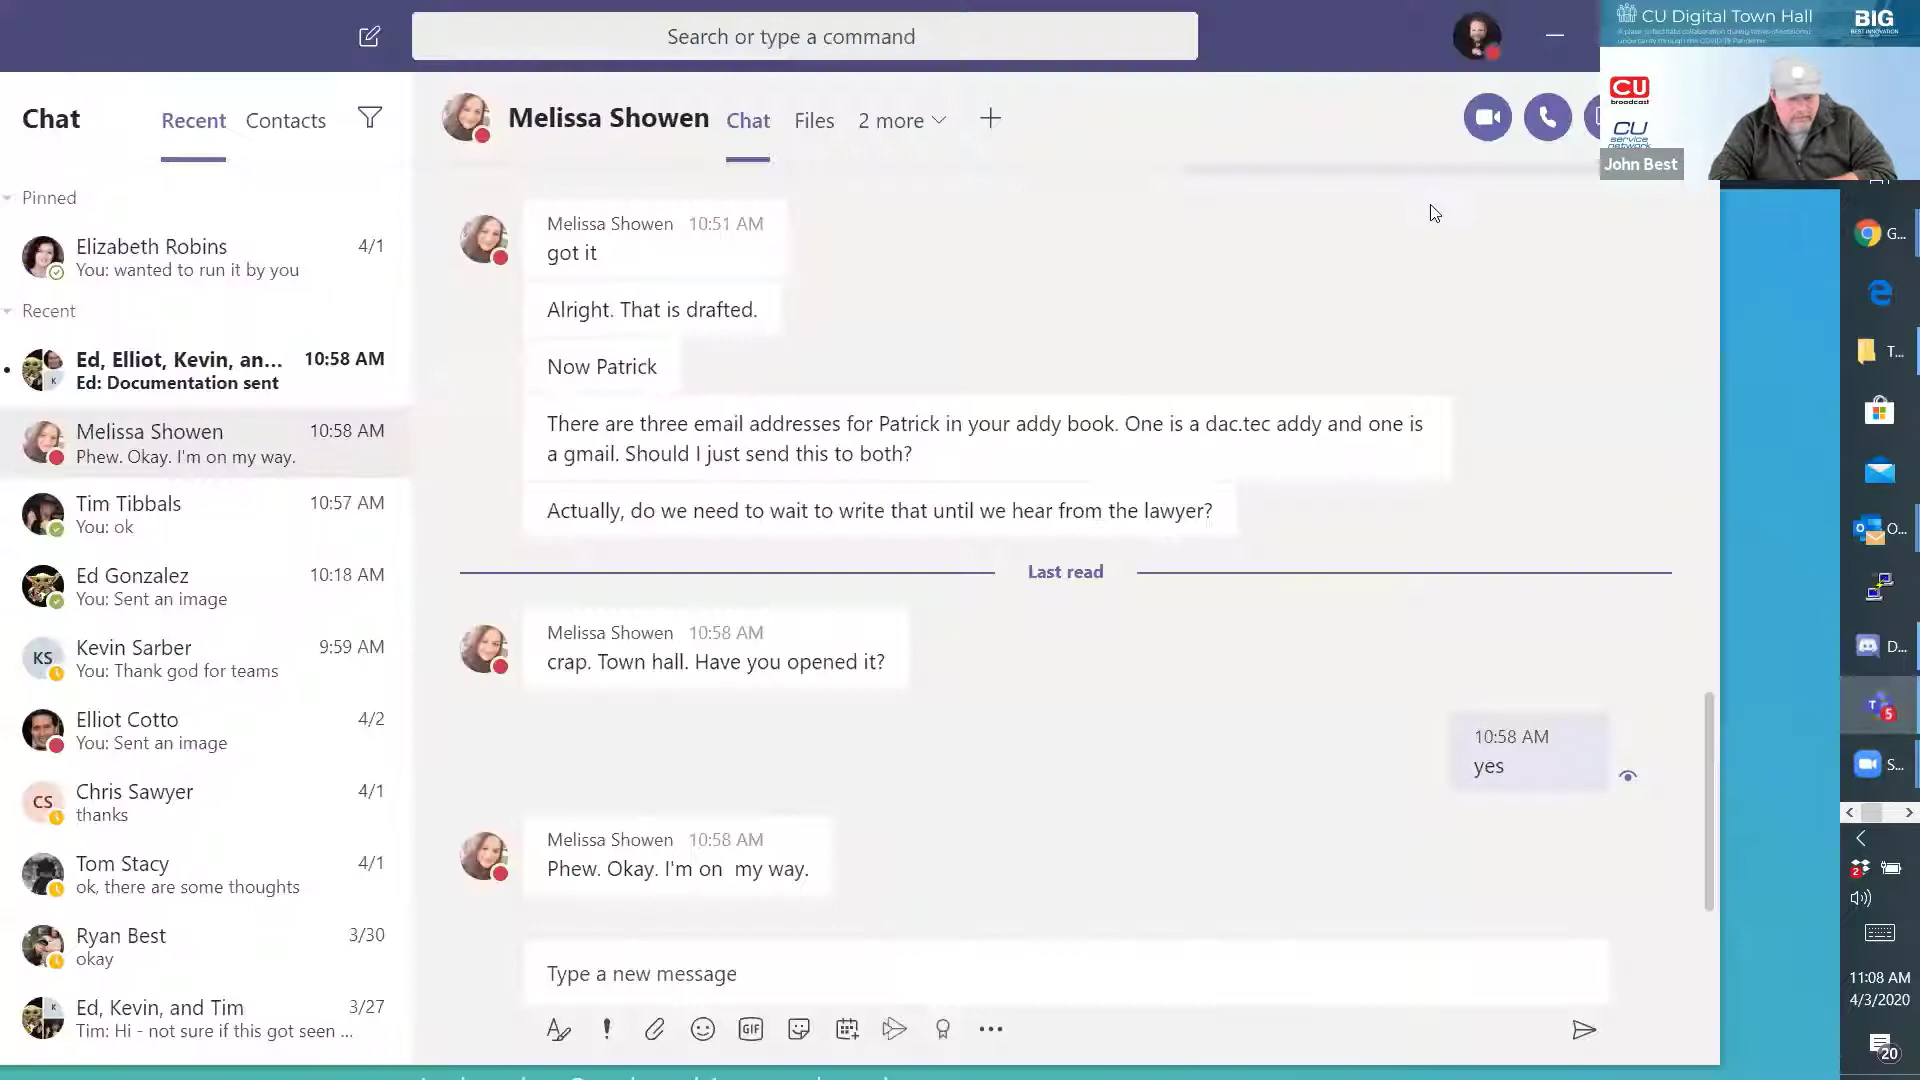 Search or type a command
CU Digital Town Hall
BIG
BEST INNOVATION
CU
broadcast
CU
service
network
John Best
Chat
Recent
Contacts
Melissa Showen
Chat
Files
2 more
Pinned
Elizabeth Robins 4/1
You: wanted to run it by you
Recent
Ed, Elliot, Kevin, an... 10:58 AM
Ed: Documentation sent
Melissa Showen 10:58 AM
Phew. Okay. I'm on my way.
Tim Tibbals 10:57 AM
You: ok
Ed Gonzalez 10:18 AM
You: Sent an image
KS
Kevin Sarber 9:59 AM
You: Thank god for teams
Elliot Cotto 4/2
You: Sent an image
CS
Chris Sawyer 4/1
thanks
Tom Stacy 4/1
ok, there are some thoughts
Ryan Best 3/30
okay
Ed, Kevin, and Tim 3/27
Tim: Hi - not sure if this got seen ...
Melissa Showen 10:51 AM
got it
Alright. That is drafted.
Now Patrick
There are three email addresses for Patrick in your addy book. One is a dac.tec addy and one is
a gmail. Should I just send this to both?
Actually, do we need to wait to write that until we hear from the lawyer?
Last read
Melissa Showen 10:58 AM
crap. Town hall. Have you opened it?
10:58 AM
yes
Melissa Showen 10:58 AM
Phew. Okay. I'm on my way.
Type a new message
GIF
G...
T...
O...
D...
5
S...
2
11:08 AM
4/3/2020
20